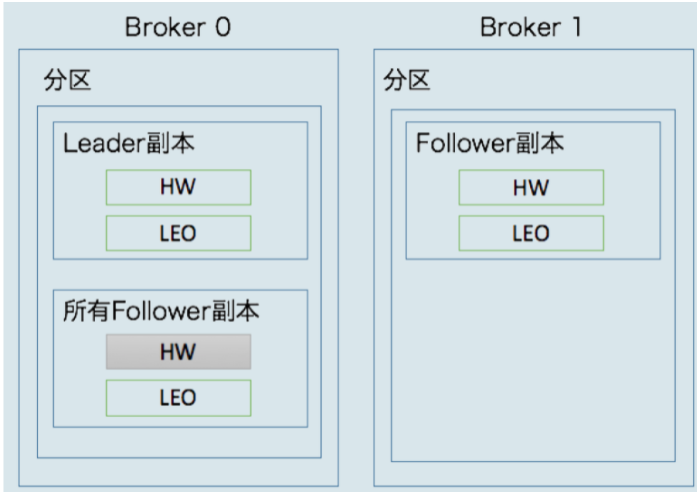 Broker 0
分区
Leader副本
HW
LEO
所有Follower副本
HW
LEO
Broker 1
分区
Follower副本
HW
LEO